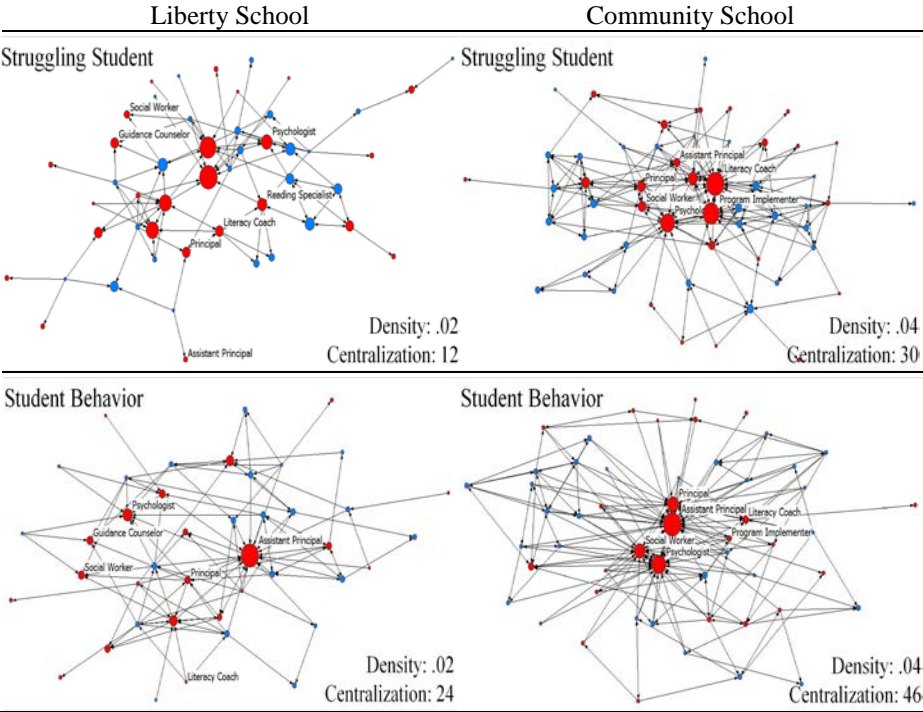 Liberty School
Community School
Struggling Student
Social Worker
Guidance Counselor
Psychologist
Reading Specialist
Literacy Coach
Principal
Assistant Principal
Density: .02
Centralization: 12
Struggling Student
Assistant Principal
Literacy Coach
Principal
Program Implementer
Social Worker
Psychologist
Density: .04
Centralization: 30
Student Behavior
Psychologist
Guidance Counselor
Assistant Principal
Social Worker
Principal
Literacy Coach
Density: .02
Centralization: 24
Student Behavior
Principal
Assistant Principal
Literacy Coach
Program Implementer
Social Worker
Psychologist
Density: .04
Centralization: 46